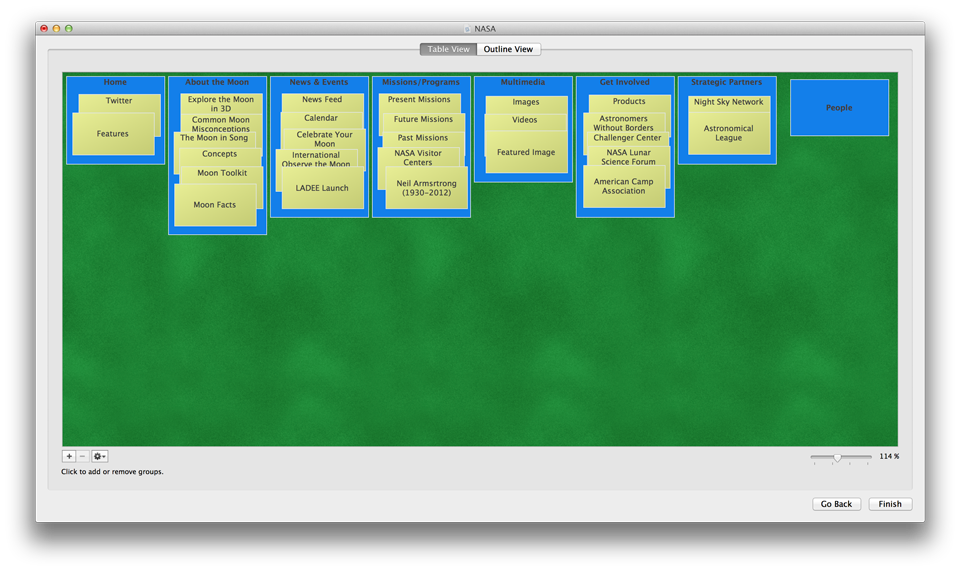 NASA
Table View
Outline View
Home
Twitter
Features
About the Moon
Explore the Moon
in 3D
Common Moon
Misconceptions
The Moon in Song
Concepts
Moon Toolkit
Moon Facts
News & Events
News Feed
Calendar
Celebrate Your
Moon
International
Observe the Moon
LADEE Launch
Missions/Programs
Present Missions
Future Missions
Past Missions
NASA Visitor
Centers
Neil Armsrtrong
(1930-2012)
Multimedia
Images
Videos
Featured Image
Get Involved
Products
Astronomers
Without Borders
Challenger Center
NASA Lunar
Science Forum
American Camp
Association
Strategic Partners
Night Sky Network
Astronomical
League
People
114 %
Click to add or remove groups.
Go Back
Finish